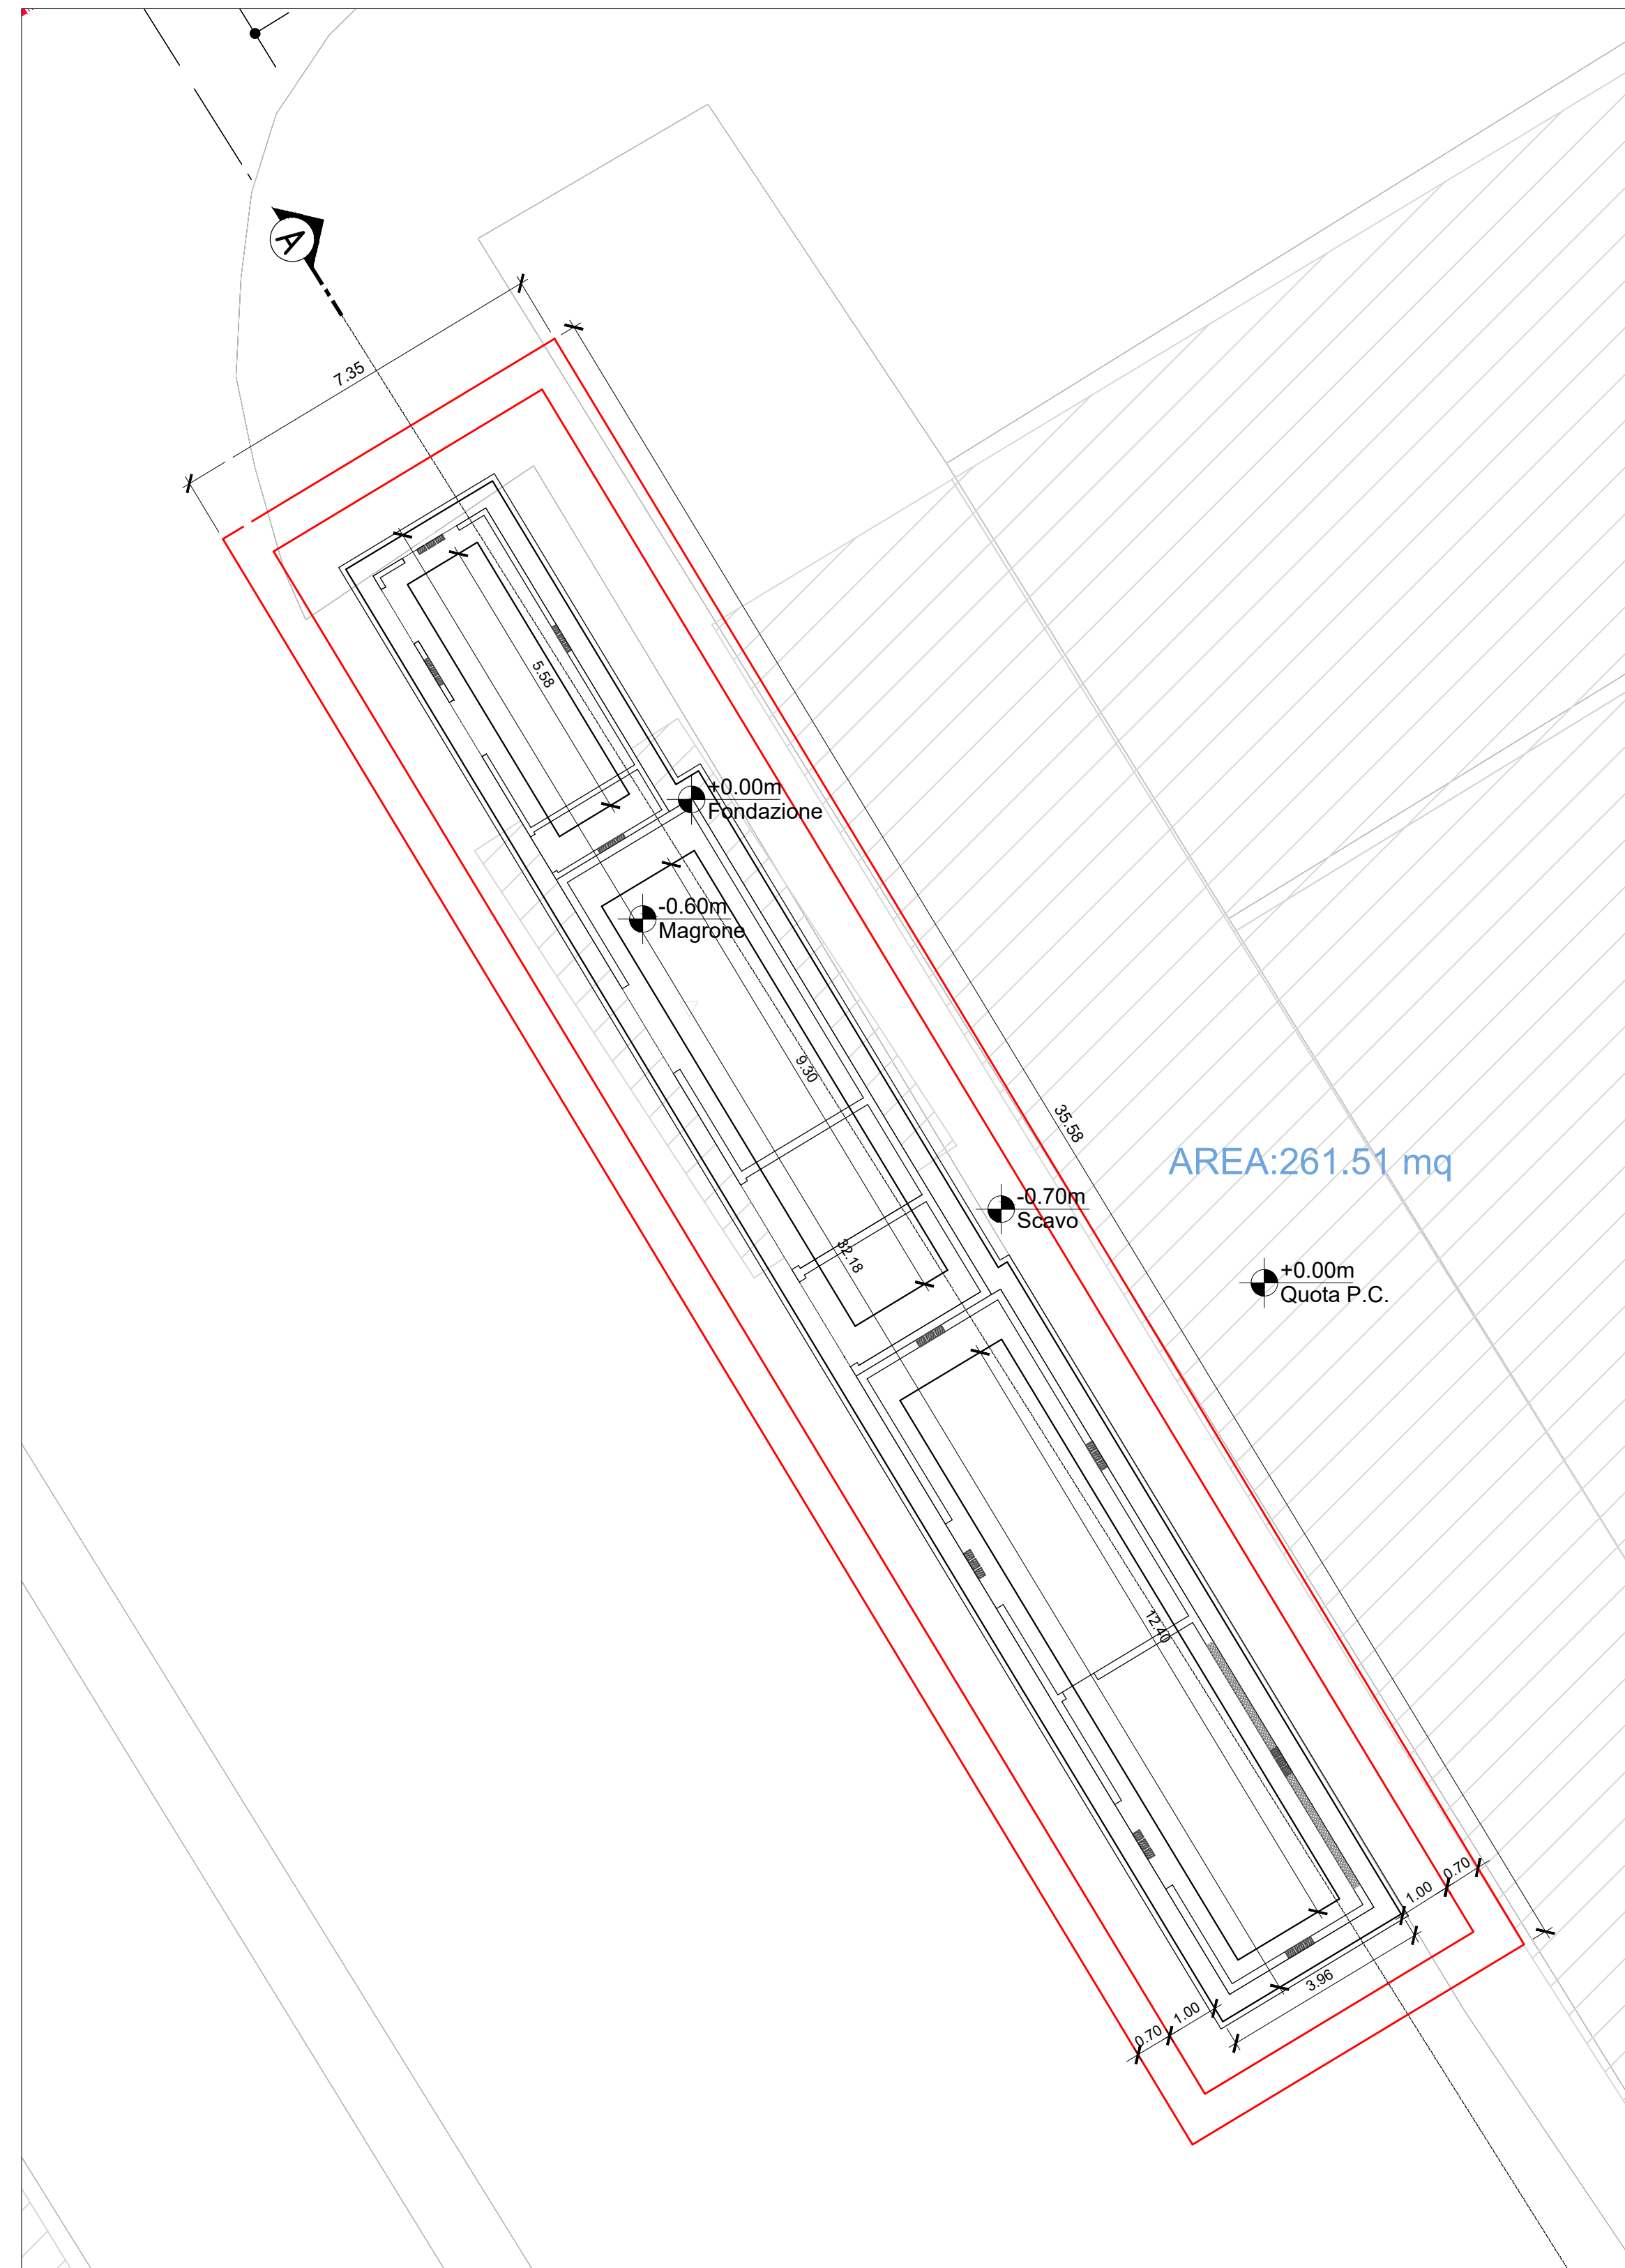 A
7.35
5.58
+0.00m
Fondazione
-0.60m
Magrone
9.30
35.58
AREA:261.51 mq
-0.70m
Scavo
32.18
+0.00m
Quota P.C.
12.40
0.70
1.00
3.96
1.00
0.70